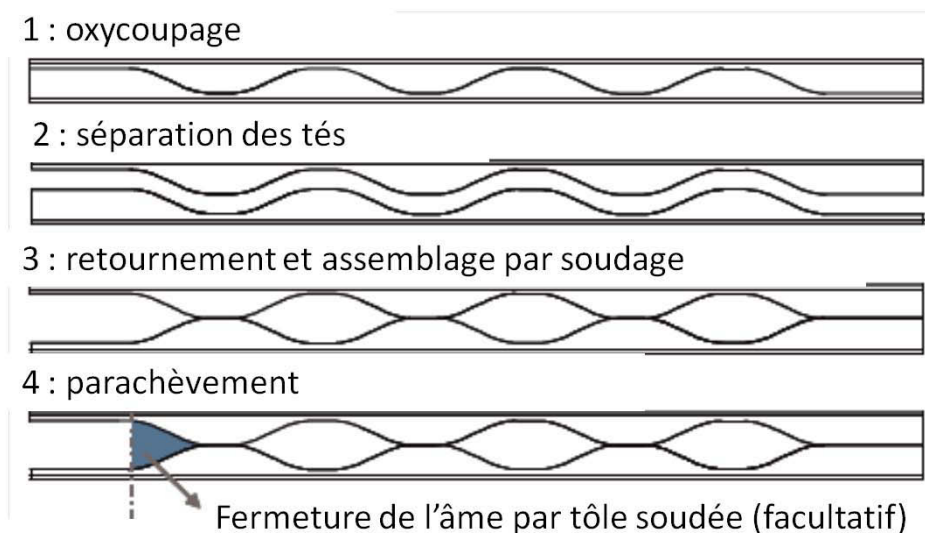 1 : oxycoupage
2 : séparation des tés
3 : retournement et assemblage par soudage
4 : parachèvement
Fermeture de l’âme par tôle soudée (facultatif)